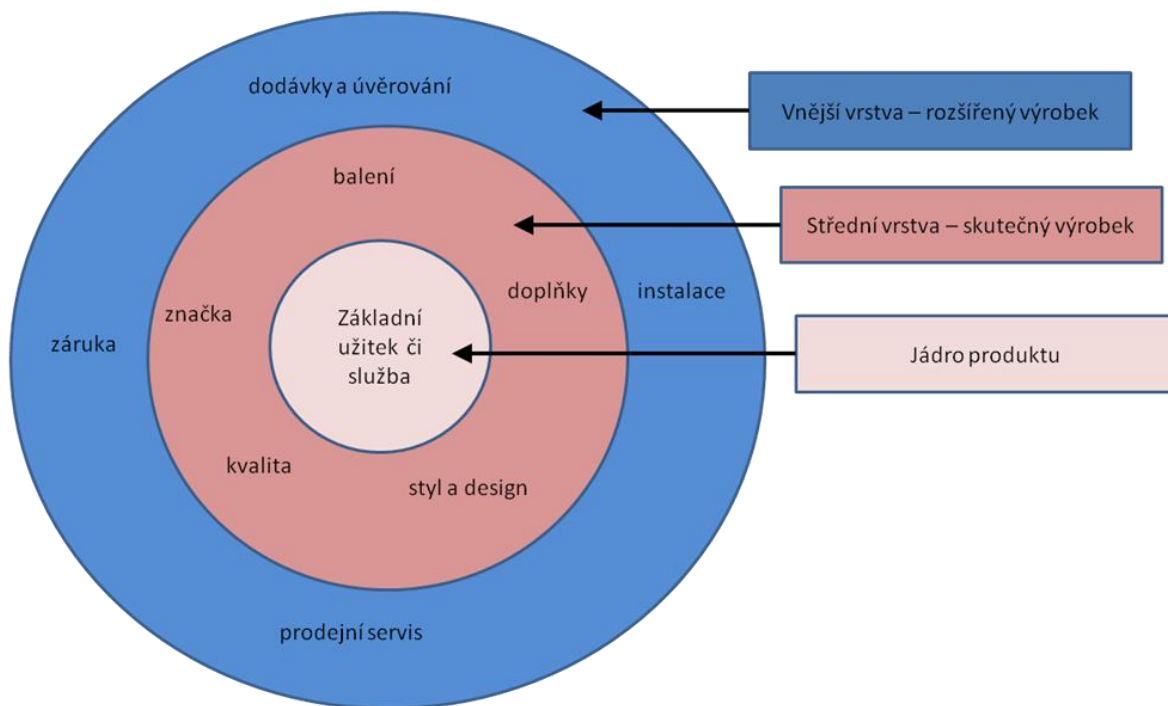 dodávky a úvěrování
Vnější vrstva – rozšířený výrobek
balení
Střední vrstva – skutečný výrobek
doplňky
instalace
značka
záruka
Základní
užitek či
služba
Jádro produktu
kvalita
styl a design
prodejní servis